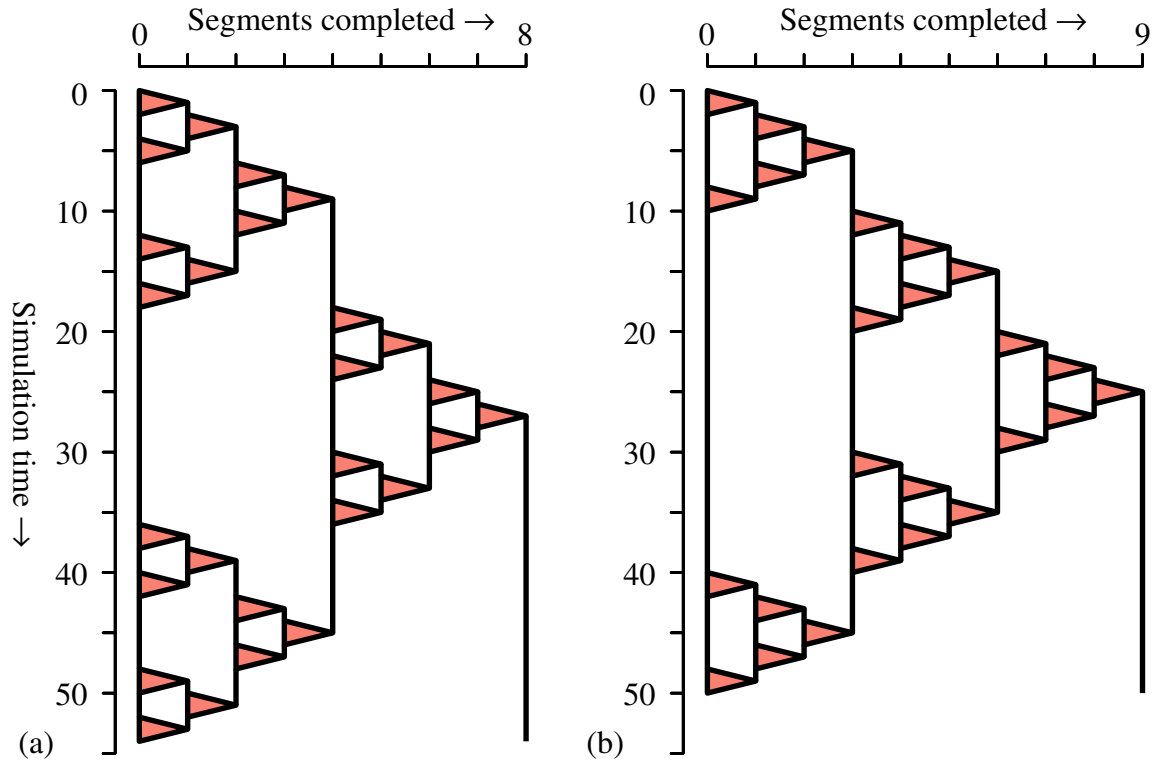 Segments completed →
0 8
0
10
20
30
40
50
Simulation time →
(a)
Segments completed →
0 9
0
10
20
30
40
50
(b)